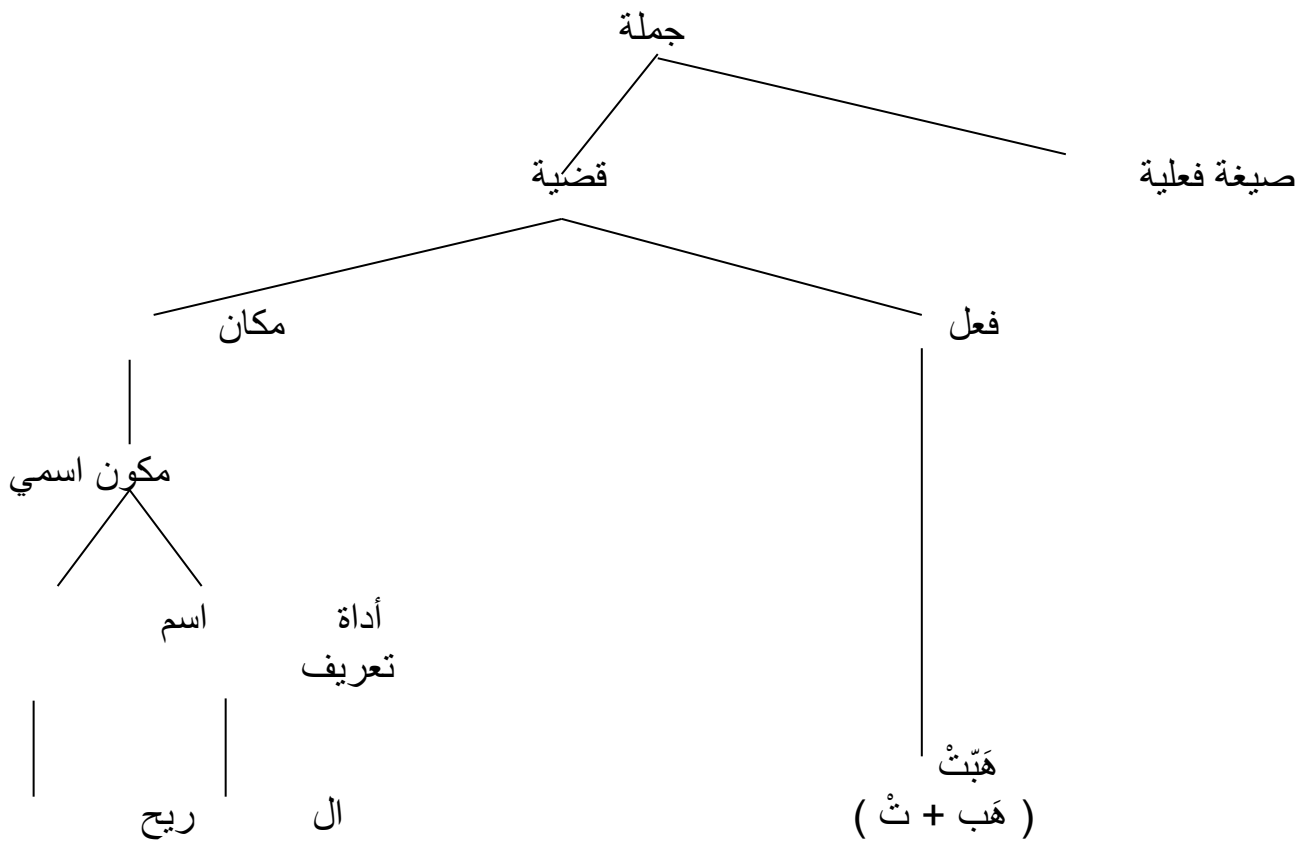 جملة
صيغة فعلية
قضية
فعل
مكان
مكون اسمي
أداة
تعريف
اسم
هَبّتْ
( هَب + تْ )
ال
ريح